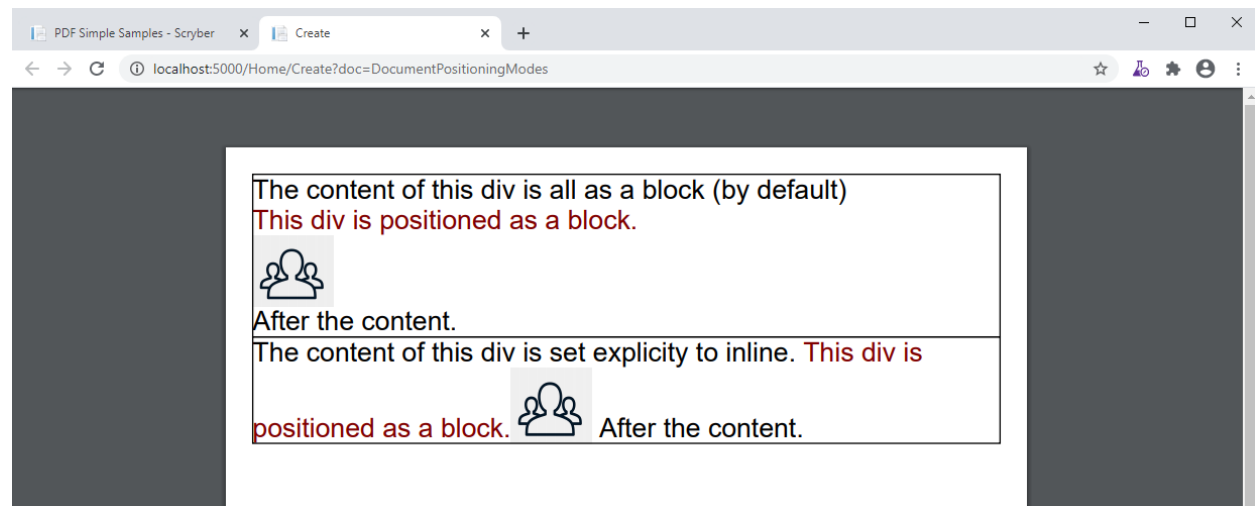 PDF Simple Samples - Scryber
Create
localhost:5000/Home/Create?doc=DocumentPositioningModes
The content of this div is all as a block (by default)
This div is positioned as a block.
After the content.
The content of this div is set explicity to inline. This div is
positioned as a block. After the content.